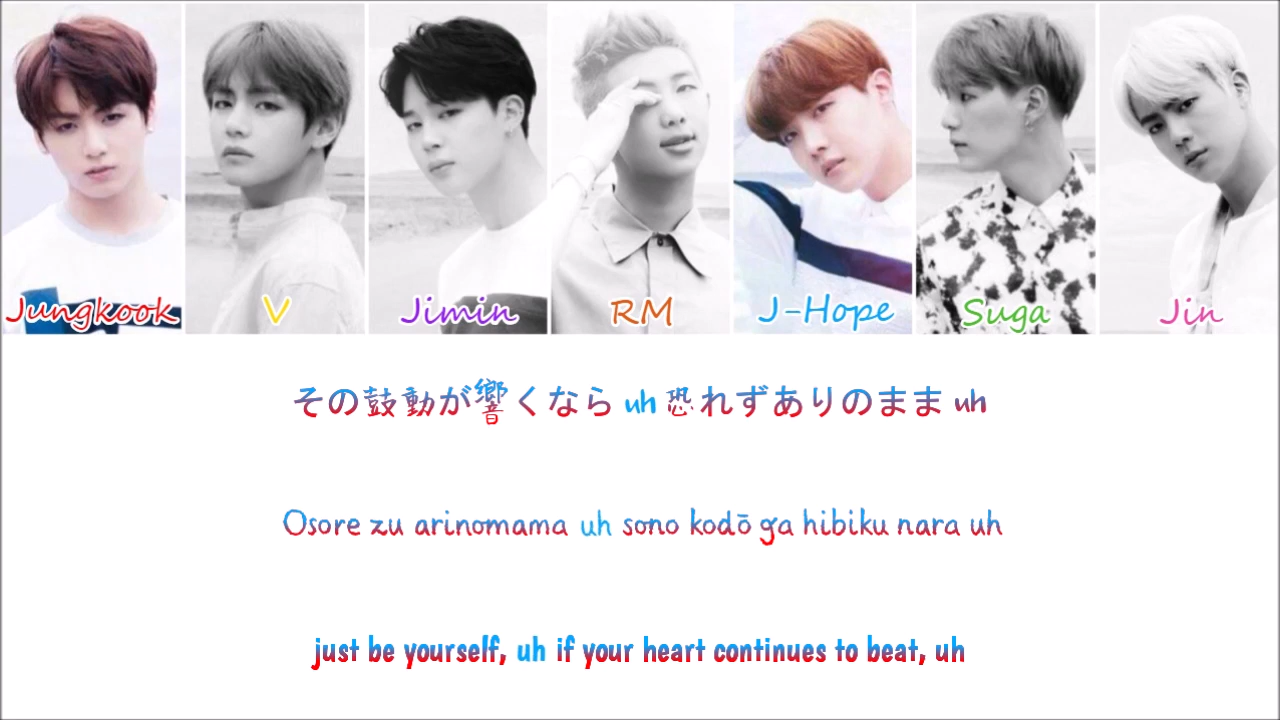 Jungkook V Jimin RM J-Hope Suga Jin
その鼓動が響くなら uh 恐れずありのまま uh
Osore zu arinomama uh sono kodō ga hibiku nara uh
just be yourself, uh if your heart continues to beat, uh